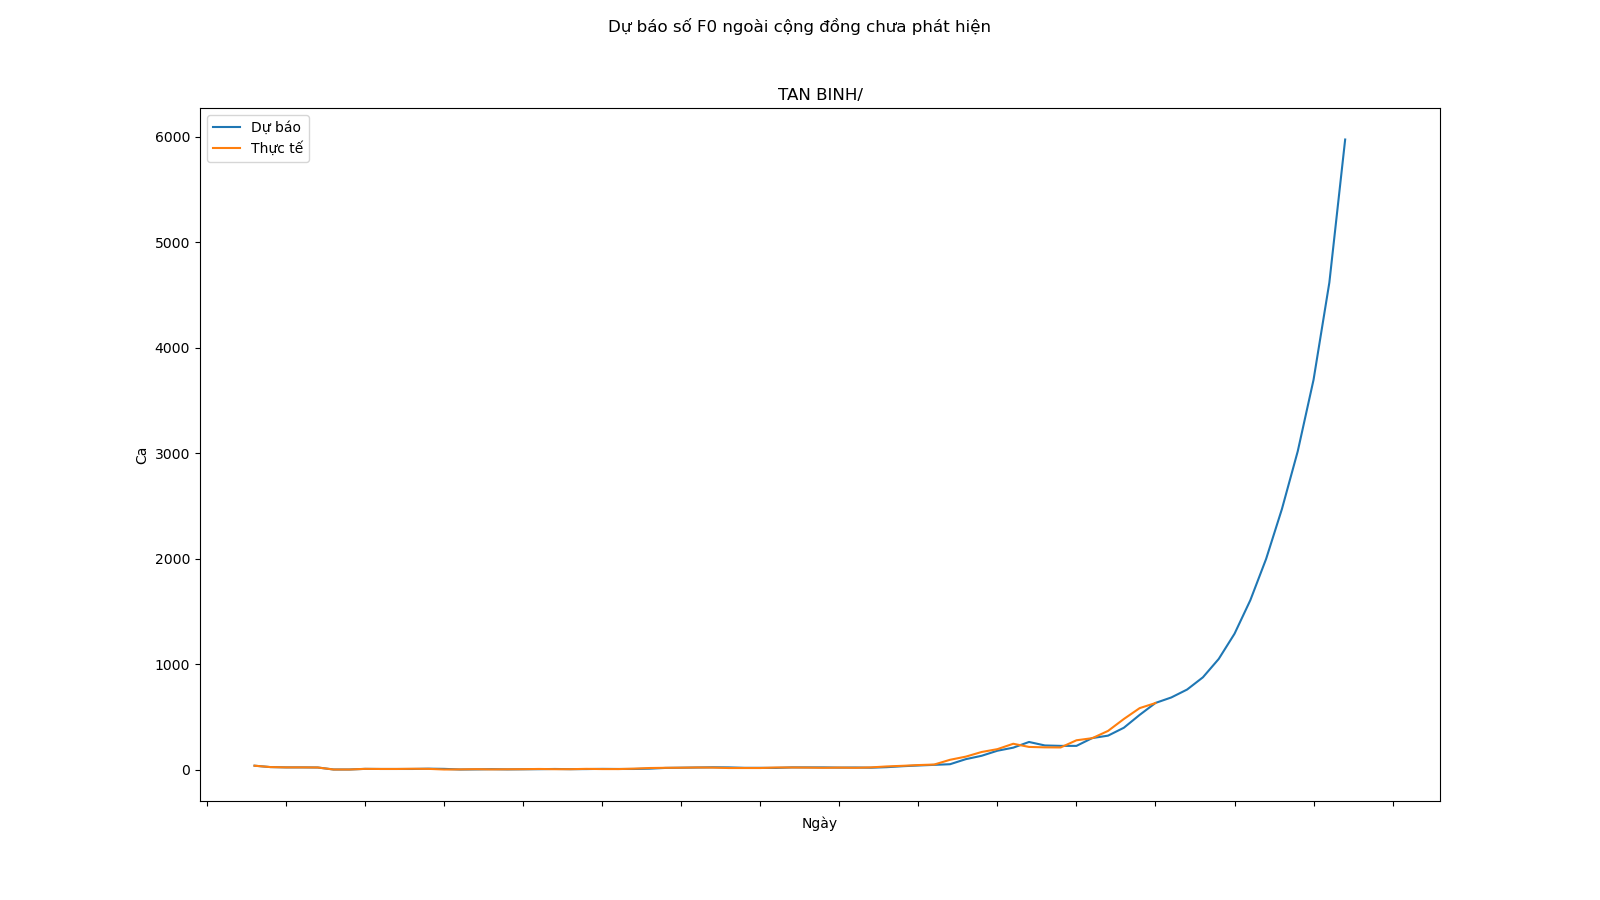 Dự báo số F0 ngoài cộng đồng chưa phát hiện
TAN BINH/
Dự báo
Thực tế
6000
5000
4000
3000
2000
1000
0
Ca
Ngày